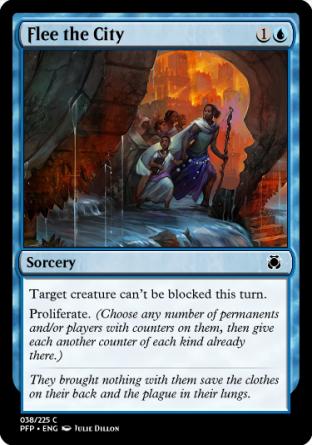 Flee the City 1
Sorcery
Target creature can't be blocked this turn.
Proliferate. (Choose any number of permanents
and/or players with counters on them, then give
each another counter of each kind already
there.)
They brought nothing with them save the clothes
on their back and the plague in their lungs.
038/225 C
PFP • ENG Julie Dillon